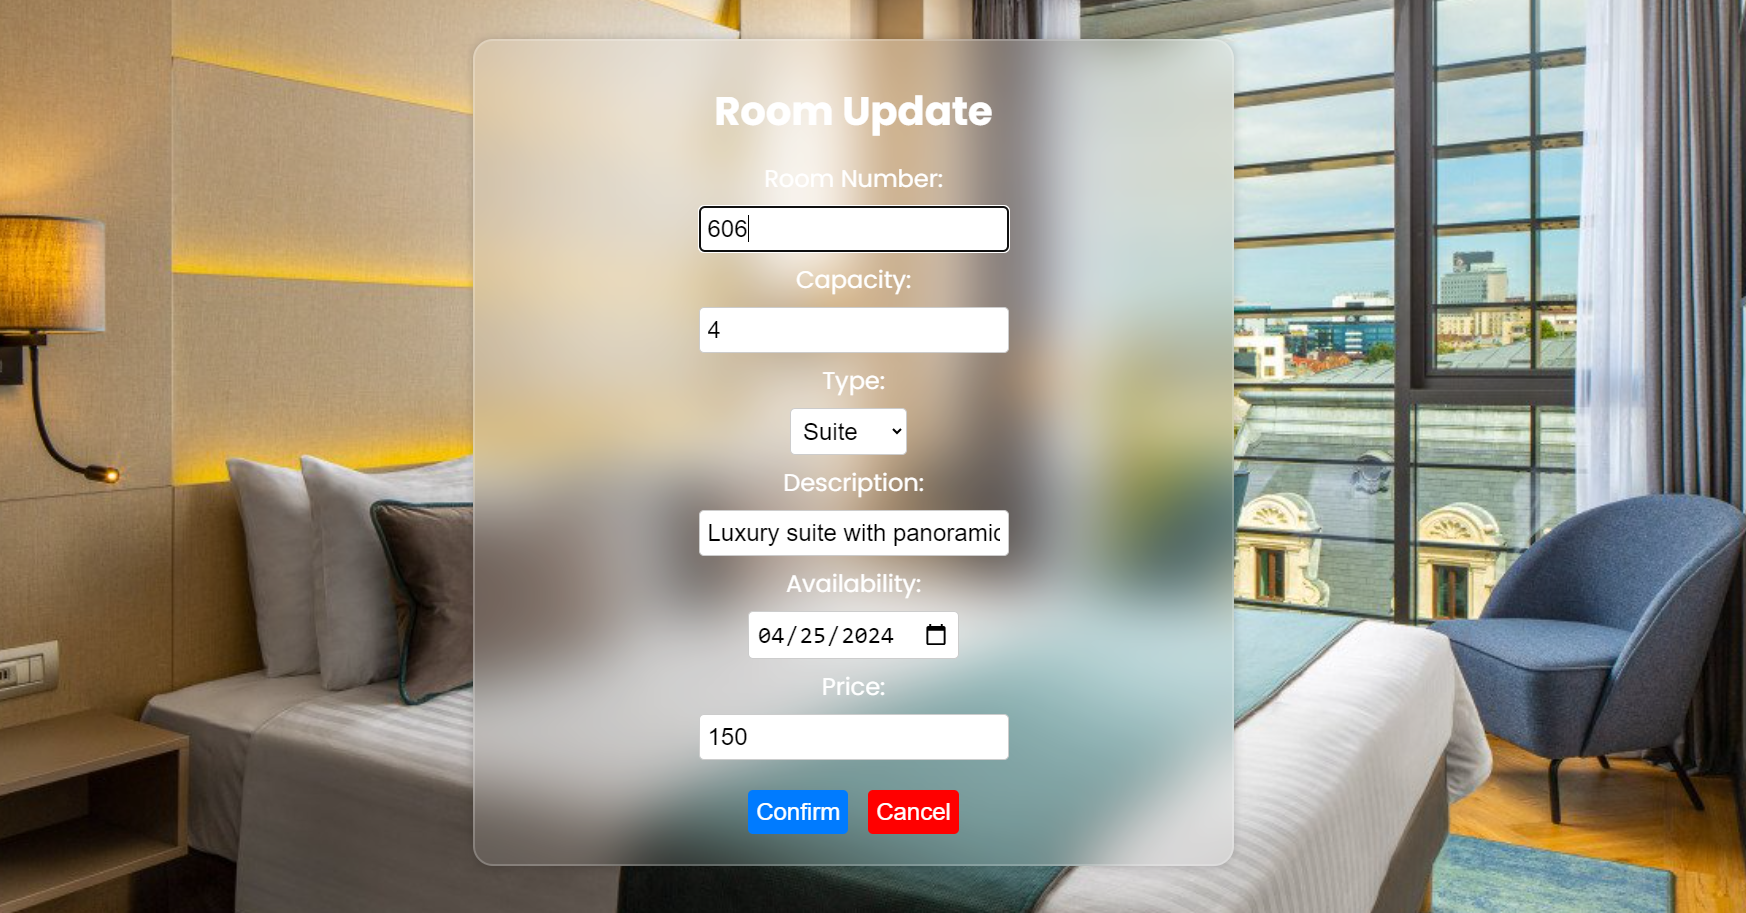 Room Update
Room Number:
606
Capacity:
4
Type:
Suite
Description:
Luxury suite with panoramic
Availability:
04/25/2024
Price:
150
Confirm Cancel